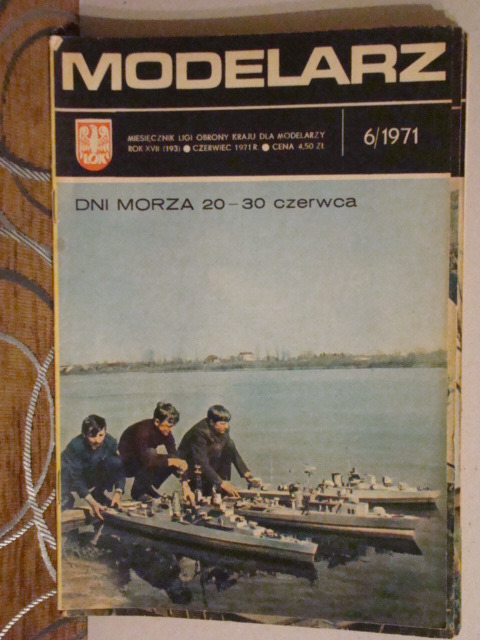 MODELARZ
LOK
MIESIĘCZNIK LIGI OBRONY KRAJU DLA MODELARZY
ROK XVII (193) ● CZERWIEC 1971 R. ● CENA 4,50 ZŁ
6/1971
DNI MORZA 20-30 czerwca